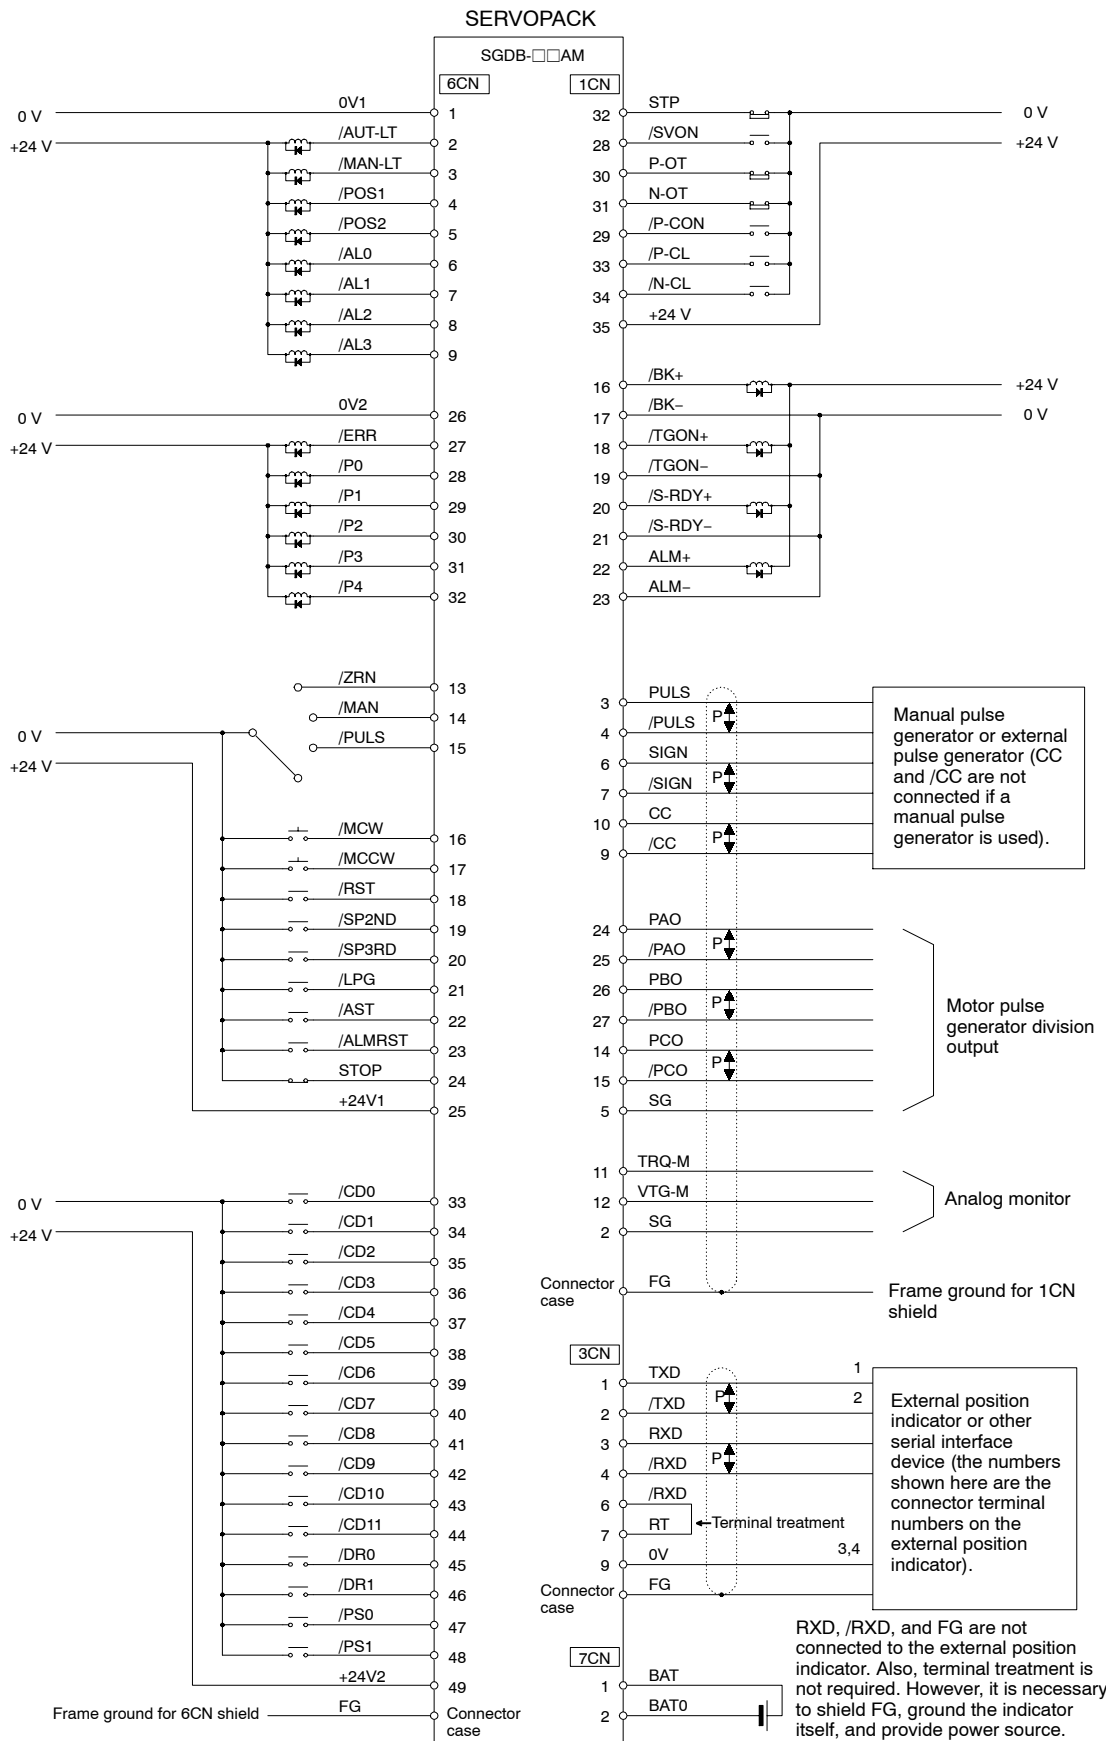 SERVOPACK
SGDB-□□AM
6CN
0 V
0V1
1
+24 V
/AUT-LT
2
/MAN-LT
3
/POS1
4
/POS2
5
/AL0
6
/AL1
7
/AL2
8
/AL3
9
0 V
0V2
26
+24 V
/ERR
27
/P0
28
/P1
29
/P2
30
/P3
31
/P4
32
/ZRN
13
/MAN
14
/PULS
15
0 V
+24 V
/MCW
16
/MCCW
17
/RST
18
/SP2ND
19
/SP3RD
20
/LPG
21
/AST
22
/ALMRST
23
STOP
24
+24V1
25
0 V
/CD0
33
+24 V
/CD1
34
/CD2
35
/CD3
36
/CD4
37
/CD5
38
/CD6
39
/CD7
40
/CD8
41
/CD9
42
/CD10
43
/CD11
44
/DR0
45
/DR1
46
/PS0
47
/PS1
48
+24V2
49
Frame ground for 6CN shield
FG
Connector
case
1CN
32
STP
0 V
28
/SVON
+24 V
30
P-OT
31
N-OT
29
/P-CON
33
/P-CL
34
/N-CL
35
+24 V
16
/BK+
+24 V
17
/BK−
0 V
18
/TGON+
19
/TGON−
20
/S-RDY+
21
/S-RDY−
22
ALM+
23
ALM−
3
PULS
P
4
/PULS
6
SIGN
P
7
/SIGN
10
CC
P
9
/CC
Manual pulse
generator or external
pulse generator (CC
and /CC are not
connected if a
manual pulse
generator is used).
24
PAO
P
25
/PAO
26
PBO
P
27
/PBO
14
PCO
P
15
/PCO
5
SG
Motor pulse
generator division
output
11
TRQ-M
12
VTG-M
2
SG
Analog monitor
Connector
case
FG
Frame ground for 1CN
shield
3CN
1
TXD
1
P
2
/TXD
2
3
RXD
P
4
/RXD
6
/RXD
7
RT
Terminal treatment
9
0V
3,4
Connector
case
FG
External position
indicator or other
serial interface
device (the numbers
shown here are the
connector terminal
numbers on the
external position
indicator).
7CN
1
BAT
2
BAT0
RXD, /RXD, and FG are not
connected to the external position
indicator. Also, terminal treatment is
not required. However, it is necessary
to shield FG, ground the indicator
itself, and provide power source.